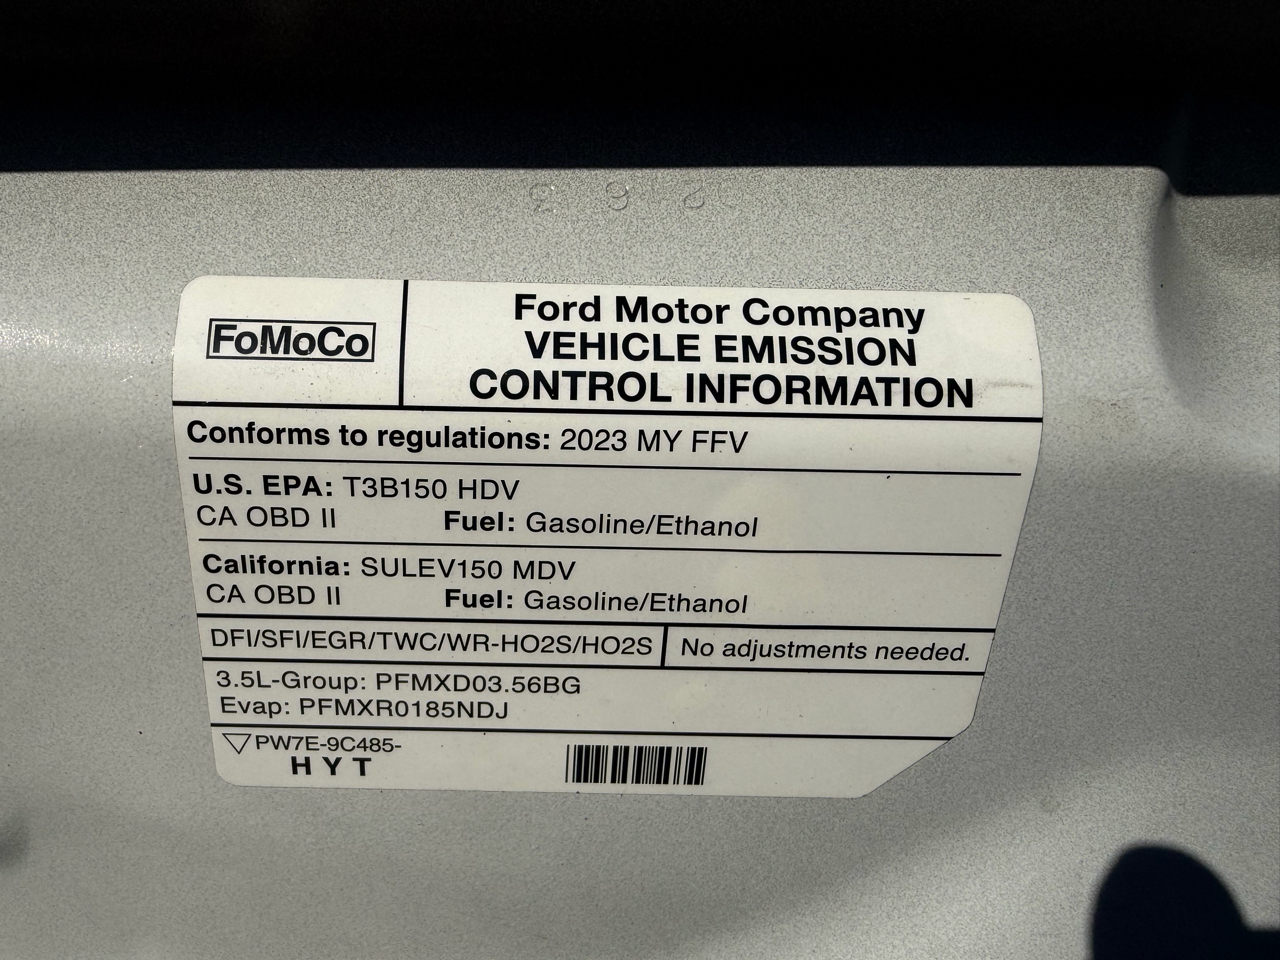 FoMoCo
Ford Motor Company
VEHICLE EMISSION
CONTROL INFORMATION
Conforms to regulations: 2023 MY FFV
U.S. EPA: T3B150 HDV
CA OBD II Fuel: Gasoline/Ethanol
California: SULEV150 MDV
CA OBD II Fuel: Gasoline/Ethanol
DFI/SFI/EGR/TWC/WR-HO2S/HO2S No adjustments needed.
3.5L-Group: PFMXD03.56BG
Evap: PFMXR0185NDJ
PW7E-9C485-
H Y T